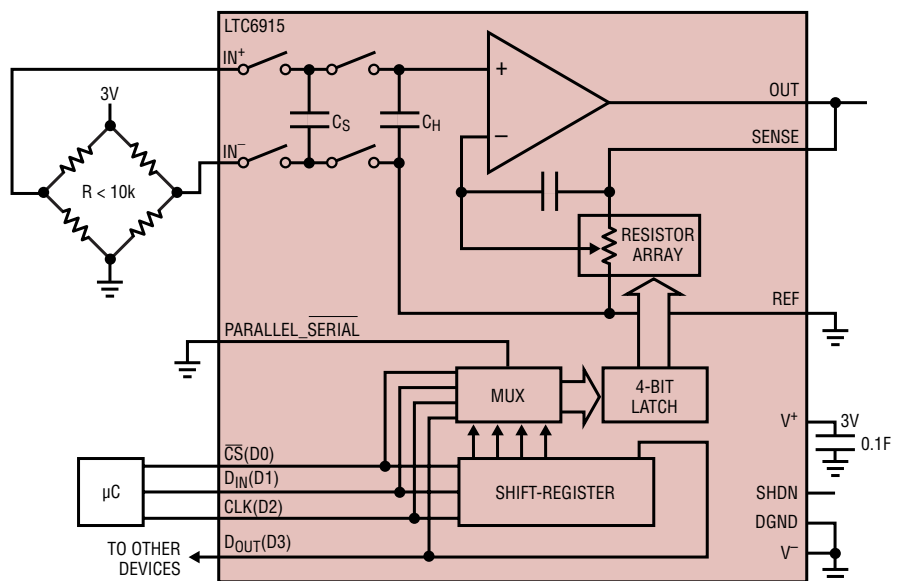 LTC6915
IN+
3V
CS
CH
+
−
OUT
SENSE
IN−
R < 10k
RESISTOR
ARRAY
REF
PARALLEL_SERIAL
MUX
4-BIT
LATCH
V+
3V
0.1F
CS(D0)
µC
DIN(D1)
SHIFT-REGISTER
SHDN
CLK(D2)
DGND
TO OTHER
DEVICES
DOUT(D3)
V−